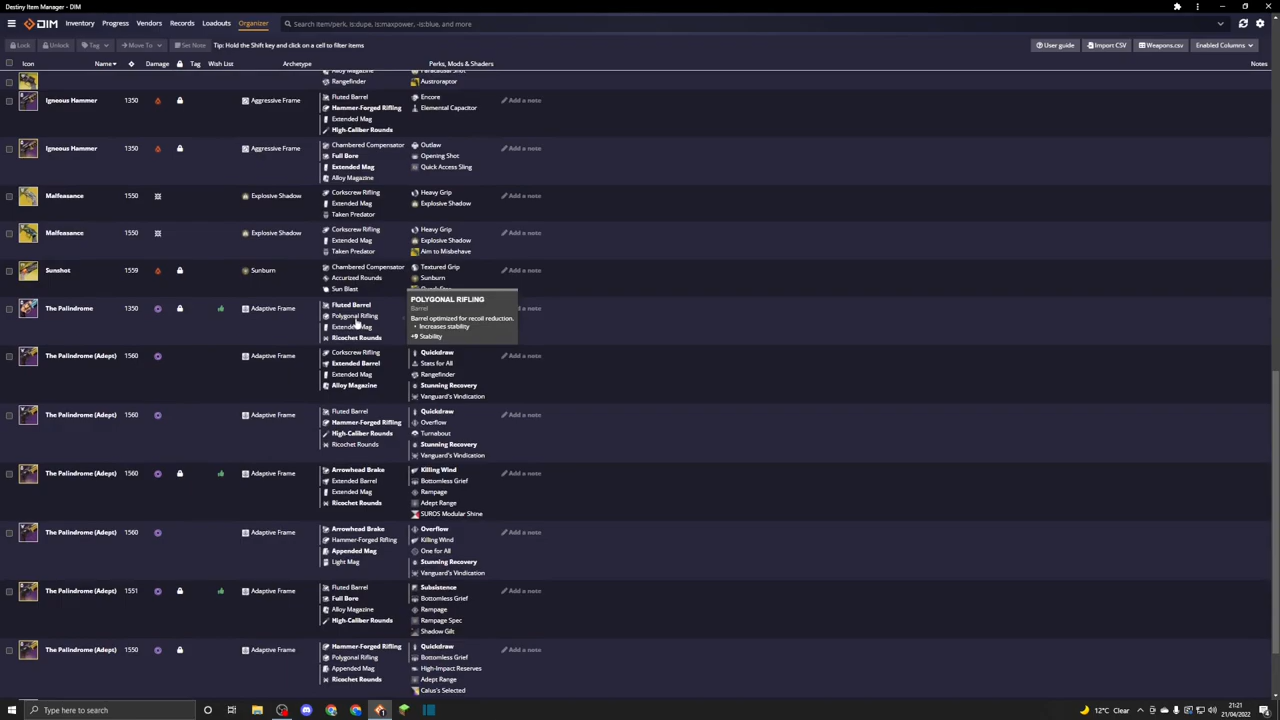 Destiny Item Manager - DIM
DIM Inventory Progress Vendors Records Loadouts Organizer Search item/perk, is:dupe, is:maxpower, -is:blue, and more
Lock Unlock Tag Move To Set Note Tip: Hold the Shift key and click on a cell to filter items User guide Import CSV Weapons.csv Enabled Columns
Icon Name Damage Tag Wish List Archetype Perks, Mods & Shaders Notes
Rangefinder Austroraptor
Igneous Hammer 1350 Aggressive Frame Fluted Barrel Encore Add a note
Hammer-Forged Rifling Elemental Capacitor
Extended Mag
High-Caliber Rounds
Igneous Hammer 1350 Aggressive Frame Chambered Compensator Outlaw Add a note
Full Bore Opening Shot
Extended Mag Quick Access Sling
Alloy Magazine
Malfeasance 1550 Explosive Shadow Corkscrew Rifling Heavy Grip Add a note
Extended Mag Explosive Shadow
Taken Predator
Malfeasance 1550 Explosive Shadow Corkscrew Rifling Heavy Grip Add a note
Extended Mag Explosive Shadow
Taken Predator Aim to Misbehave
Sunshot 1559 Sunburn Chambered Compensator Textured Grip Add a note
Accurized Rounds Sunburn
Sun Blast
The Palindrome 1350 Adaptive Frame Fluted Barrel d a note
Polygonal Rifling
Extended Mag
Ricochet Rounds
POLYGONAL RIFLING
Barrel
Barrel optimized for recoil reduction.
• Increases stability
+9 Stability
The Palindrome (Adept) 1560 Adaptive Frame Corkscrew Rifling Quickdraw Add a note
Extended Barrel Stats for All
Extended Mag Rangefinder
Alloy Magazine Stunning Recovery
Vanguard's Vindication
The Palindrome (Adept) 1560 Adaptive Frame Fluted Barrel Quickdraw Add a note
Hammer-Forged Rifling Overflow
High-Caliber Rounds Turnabout
Ricochet Rounds Stunning Recovery
Vanguard's Vindication
The Palindrome (Adept) 1560 Adaptive Frame Arrowhead Brake Killing Wind Add a note
Extended Barrel Bottomless Grief
Extended Mag Rampage
Ricochet Rounds Adept Range
SUROS Modular Shine
The Palindrome (Adept) 1560 Adaptive Frame Arrowhead Brake Overflow Add a note
Hammer-Forged Rifling Killing Wind
Appended Mag One for All
Light Mag Stunning Recovery
Vanguard's Vindication
The Palindrome (Adept) 1551 Adaptive Frame Fluted Barrel Subsistence Add a note
Full Bore Bottomless Grief
Alloy Magazine Rampage
High-Caliber Rounds Rampage Spec
Shadow Gilt
The Palindrome (Adept) 1550 Adaptive Frame Hammer-Forged Rifling Quickdraw Add a note
Polygonal Rifling Bottomless Grief
Appended Mag High-Impact Reserves
Ricochet Rounds Adept Range
Calus's Selected
Type here to search 12°C Clear 21:21
21/04/2022